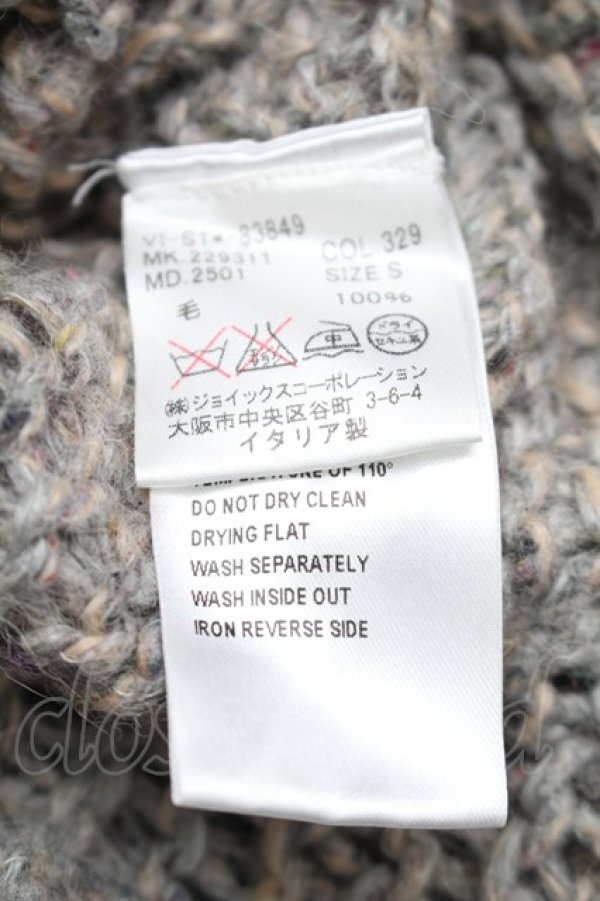 VI-S1* 83849
MK.229311 COL 329
MD.2501 SIZE S
毛 100%
中 ドライ セキユ系
㈱ジョイックスコーポレーション
大阪市中央区谷町 3-6-4
イタリア製
OF 110°
DO NOT DRY CLEAN
DRYING FLAT
WASH SEPARATELY
WASH INSIDE OUT
IRON REVERSE SIDE